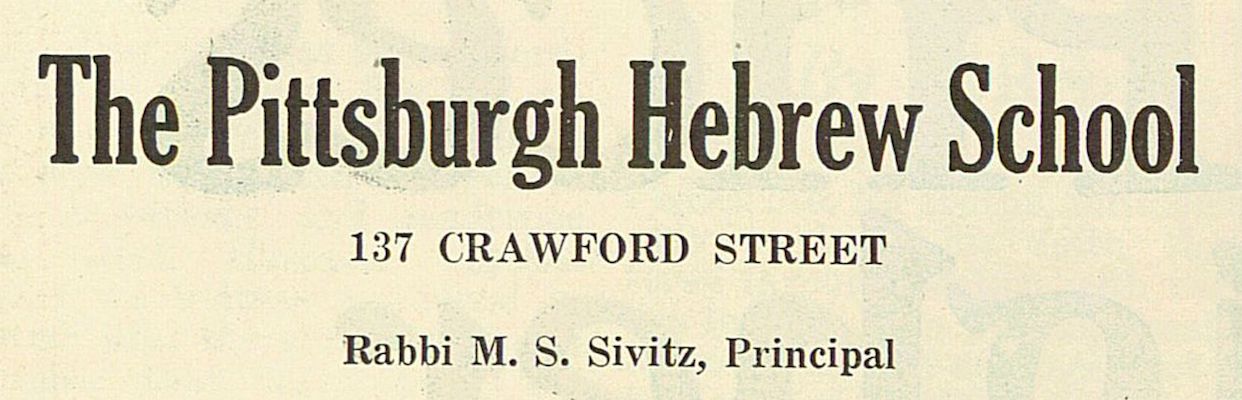 The Pittsburgh Hebrew School
137 CRAWFORD STREET
Rabbi M. S. Sivitz, Principal